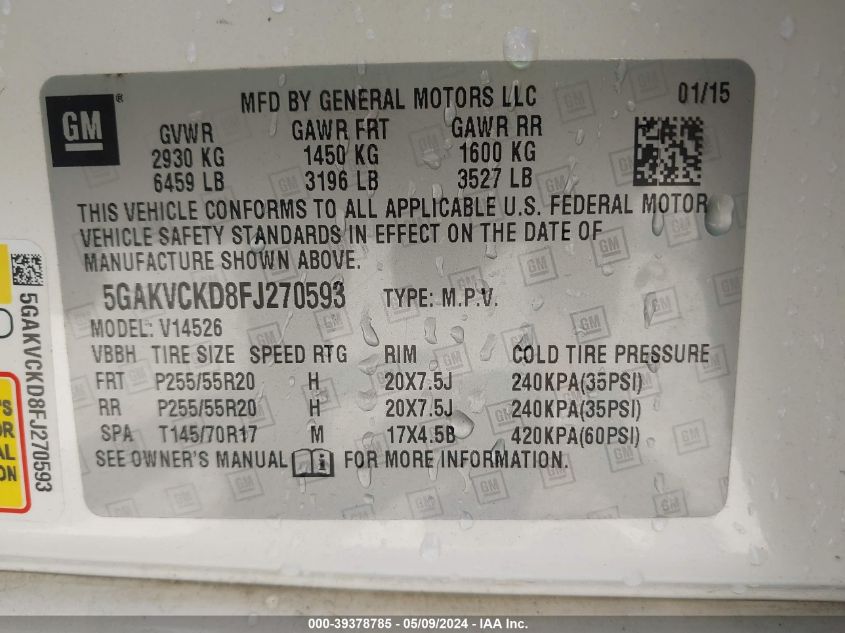 GM ® MFD BY GENERAL MOTORS LLC 01/15
GVWR GAWR FRT GAWR RR
2930 KG 1450 KG 1600 KG
6459 LB 3196 LB 3527 LB
THIS VEHICLE CONFORMS TO ALL APPLICABLE U.S. FEDERAL MOTOR
VEHICLE SAFETY STANDARDS IN EFFECT ON THE DATE OF
MANUFACTURE SHOWN ABOVE.
5GAKVCKD8FJ270593 TYPE: M.P.V.
MODEL: V14526
VBBH TIRE SIZE SPEED RTG RIM COLD TIRE PRESSURE
FRT P255/55R20 H 20X7.5J 240KPA(35PSI)
RR P255/55R20 H 20X7.5J 240KPA(35PSI)
SPA T145/70R17 M 17X4.5B 420KPA(60PSI)
SEE OWNER'S MANUAL FOR MORE INFORMATION.
5GAKVCKD8FJ270593
'S
OR
AL
ON
000-39378785 - 05/09/2024 - IAA Inc.